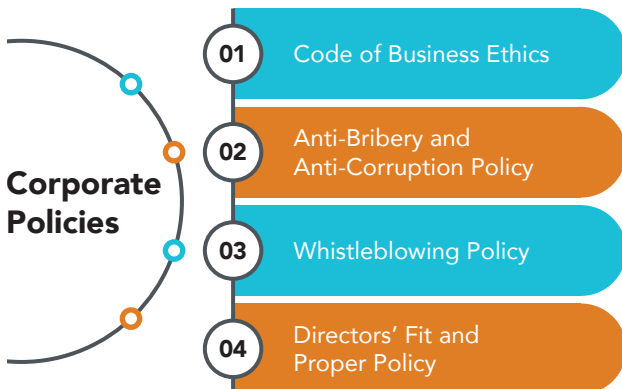 Corporate
Policies
01
Code of Business Ethics
02
Anti-Bribery and
Anti-Corruption Policy
03
Whistleblowing Policy
04
Directors' Fit and
Proper Policy